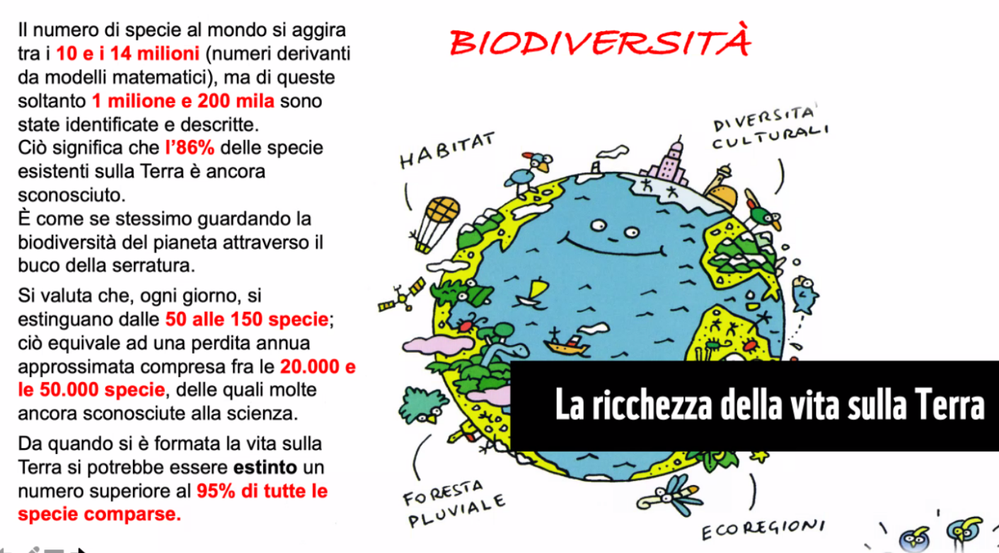 Il numero di specie al mondo si aggira
tra i 10 e i 14 milioni (numeri derivanti
da modelli matematici), ma di queste
soltanto 1 milione e 200 mila sono
state identificate e descritte.
Ciò significa che l'86% delle specie
esistenti sulla Terra è ancora
sconosciuto.
È come se stessimo guardando la
biodiversità del pianeta attraverso il
buco della serratura.
Si valuta che, ogni giorno, si
estinguano dalle 50 alle 150 specie;
ciò equivale ad una perdita annua
approssimata compresa fra le 20.000 e
le 50.000 specie, delle quali molte
ancora sconosciute alla scienza.
Da quando si è formata la vita sulla
Terra si potrebbe essere estinto un
numero superiore al 95% di tutte le
specie comparse.
BIODIVERSITÀ
HABITAT
DIVERSITA'
CULTURALI
La ricchezza della vita sulla Terra
FORESTA
PLUVIALE
ECOREGIONI